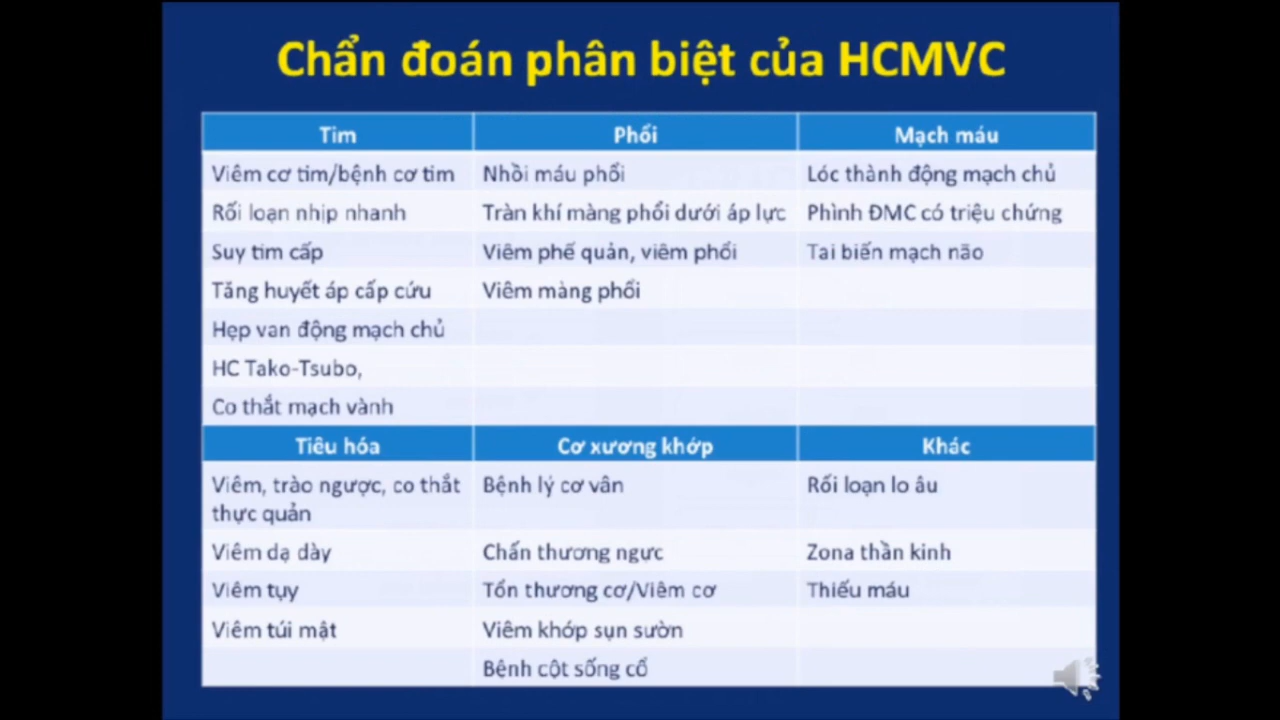 Chẩn đoán phân biệt của HCMVC
Tim Phổi Mạch máu
Viêm cơ tim/bệnh cơ tim Nhồi máu phổi Lóc thành động mạch chủ
Rối loạn nhịp nhanh Tràn khí màng phổi dưới áp lực Phình ĐMC có triệu chứng
Suy tim cấp Viêm phế quản, viêm phổi Tai biến mạch não
Tăng huyết áp cấp cứu Viêm màng phổi
Hẹp van động mạch chủ
HC Tako-Tsubo,
Co thắt mạch vành
Tiêu hóa Cơ xương khớp Khác
Viêm, trào ngược, co thắt Bệnh lý cơ vân Rối loạn lo âu
thực quản
Viêm dạ dày Chấn thương ngực Zona thần kinh
Viêm tụy Tổn thương cơ/Viêm cơ Thiếu máu
Viêm túi mật Viêm khớp sụn sườn
Bệnh cột sống cổ